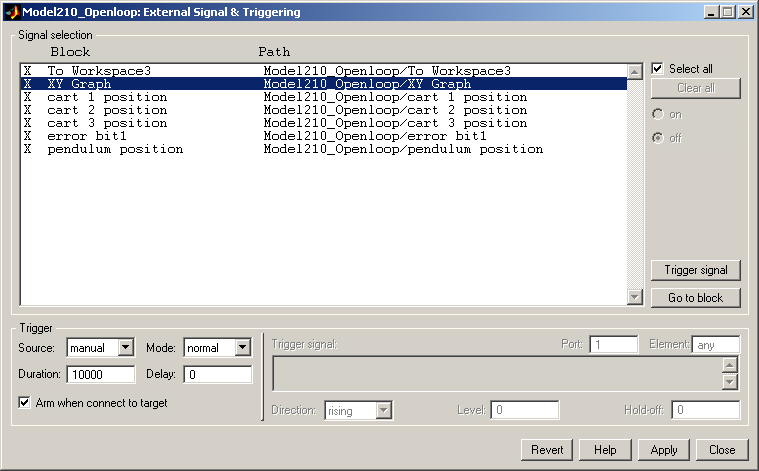 Model210_Openloop: External Signal & Triggering
Signal selection
Block Path
X To Workspace3 Model210_Openloop/To Workspace3
X XY Graph Model210_Openloop/XY Graph
X cart 1 position Model210_Openloop/cart 1 position
X cart 2 position Model210_Openloop/cart 2 position
X cart 3 position Model210_Openloop/cart 3 position
X error bit1 Model210_Openloop/error bit1
X pendulum position Model210_Openloop/pendulum position
Select all
Clear all
on
off
Trigger signal
Go to block
Trigger
Source: manual Mode: normal
Duration: 10000 Delay: 0
Arm when connect to target
Trigger signal: Port: 1 Element: any
Direction: rising Level: 0 Hold-off: 0
Revert Help Apply Close